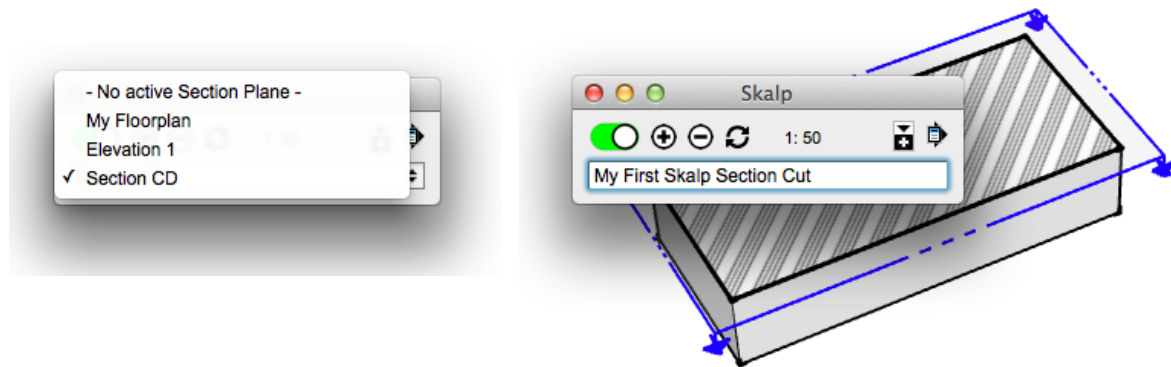 - No active Section Plane -
My Floorplan
Elevation 1
✓ Section CD
Skalp
1: 50
My First Skalp Section Cut